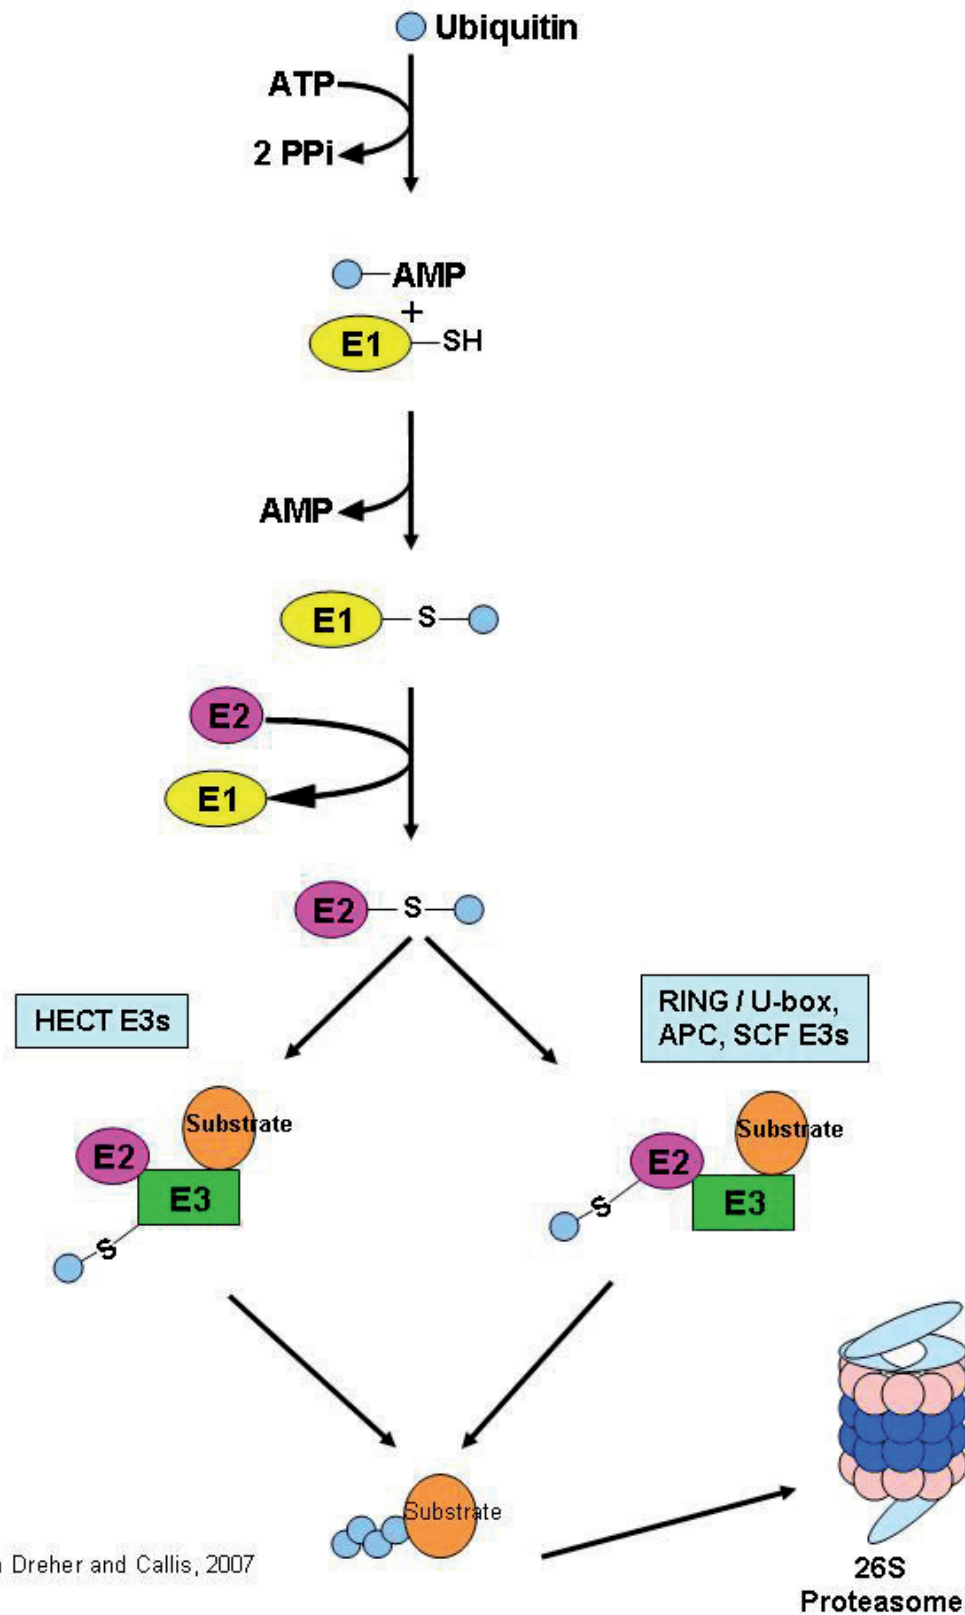 Ubiquitin
ATP
2 PPi
AMP
+
E1 SH
AMP
E1 S
E2
E1
E2 S
HECT E3s
RING / U-box,
APC, SCF E3s
Substrate
E2
E3
S
Substrate
E2
E3
S
Substrate
Dreher and Callis, 2007
26S
Proteasome